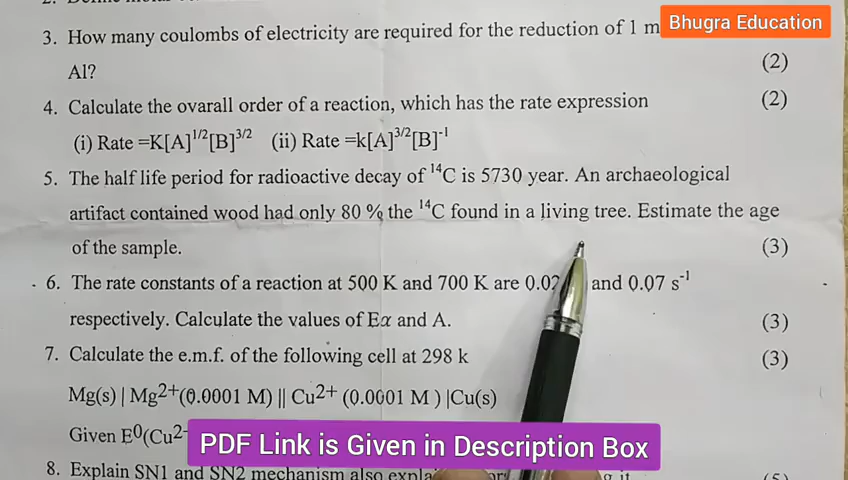 Bhugra Education
3. How many coulombs of electricity are required for the reduction of 1
Al? (2)
4. Calculate the ovarall order of a reaction, which has the rate expression (2)
(i) Rate =K[A]^1/2[B]^3/2 (ii) Rate =k[A]^3/2[B]^-1
5. The half life period for radioactive decay of ^14C is 5730 year. An archaeological
artifact contained wood had only 80 % the ^14C found in a living tree. Estimate the age
of the sample. (3)
6. The rate constants of a reaction at 500 K and 700 K are and 0.07 s^-1
respectively. Calculate the values of Eα and A. (3)
7. Calculate the e.m.f. of the following cell at 298 k (3)
Mg(s) | Mg2+(0.0001 M) || Cu2+ (0.0001 M ) |Cu(s)
Given E0(Cu2
PDF Link is Given in Description Box
8. Explain SN1 and SN2 mechanism also it (5)